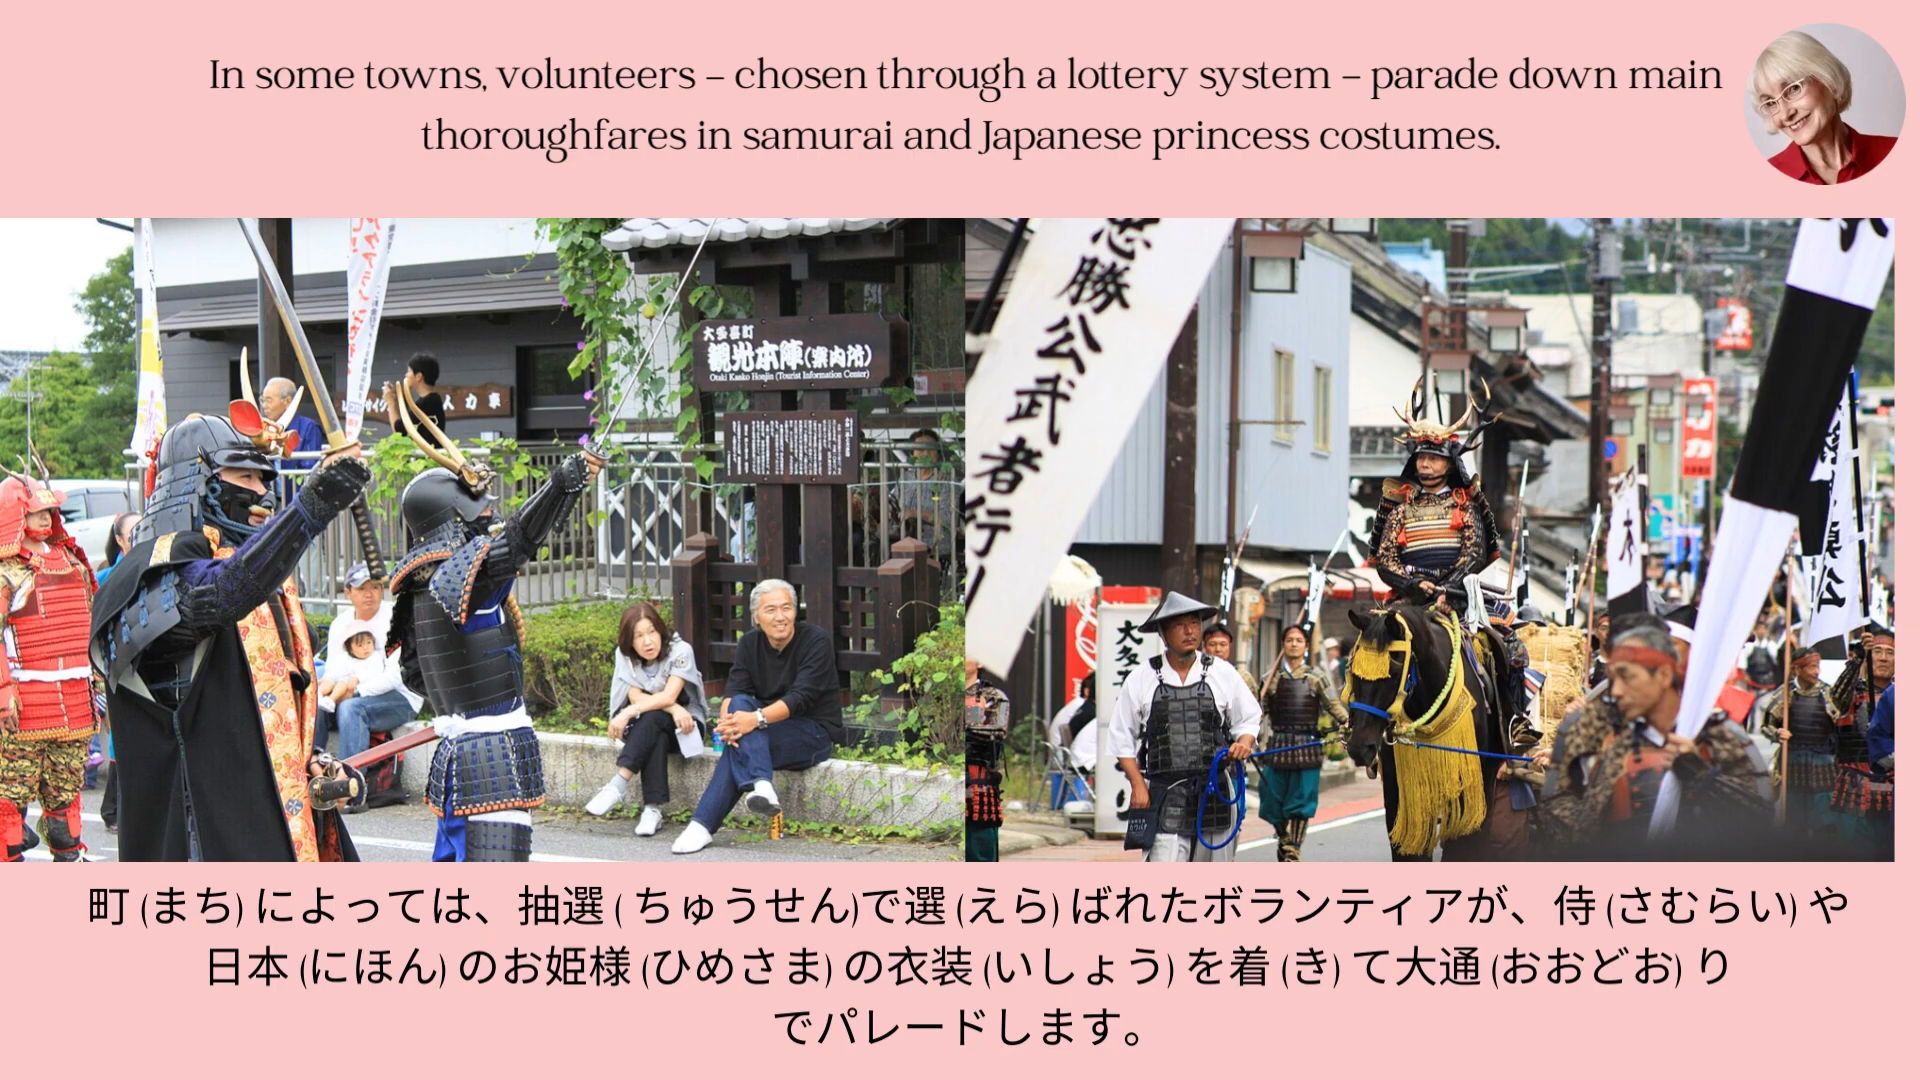 In some towns, volunteers – chosen through a lottery system – parade down main
thoroughfares in samurai and Japanese princess costumes.
大多喜町
観光本陣(案内所)
Otaki Kanko Honjin (Tourist Information Center)
人力車
忠勝公武者行
大多
町 (まち) によっては、抽選 ( ちゅうせん)で選 (えら) ばれたボランティアが、侍 (さむらい) や
日本 (にほん) のお姫様 (ひめさま) の衣装 (いしょう) を着 (き) て大通 (おおどお) り
でパレードします。